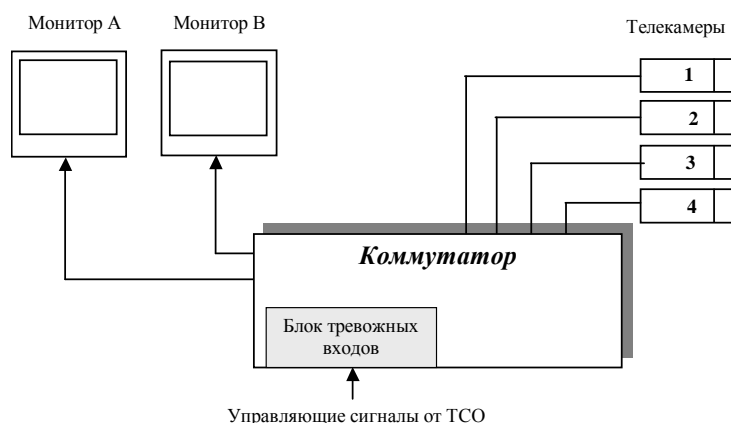 Монитор А
Монитор В
Телекамеры
1
2
3
4
Коммутатор
Блок тревожных
входов
Управляющие сигналы от ТСО